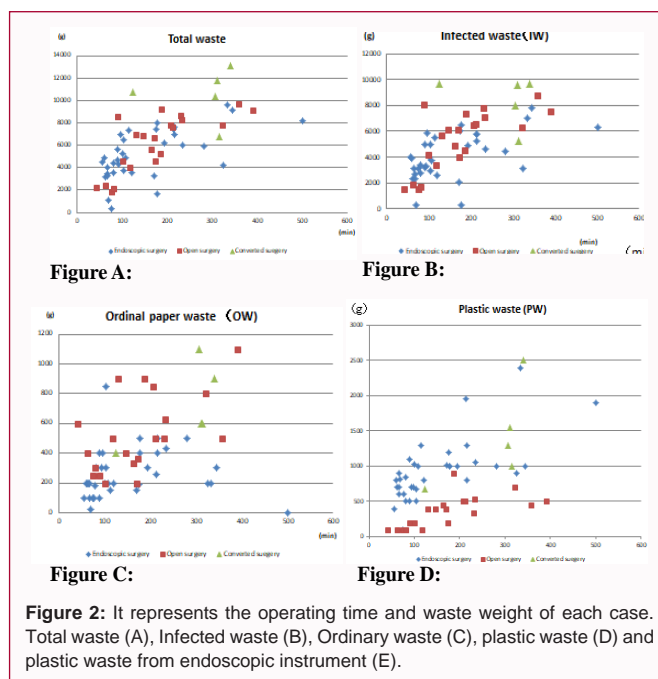 (g) Total waste
14000
12000
10000
8000
6000
4000
2000
0
0 100 200 300 400 500 600
(min)
Endoscopic surgery Open surgery Converted surgery
Figure A:
(g) Infected waste(IW)
12000
10000
8000
6000
4000
2000
0
0 100 200 300 400 500 600
(min)
Endoscopic surgery Open surgery Converted surgery (m
Figure B:
(g) Ordinal paper waste (OW)
1200
1000
800
600
400
200
0
0 100 200 300 400 500 600
(min)
Endoscopic surgery Open surgery Converted surgery
Figure C:
(g) Plastic waste (PW)
3000
2500
2000
1500
1000
500
0
0 100 200 300 400 500 600
(min)
Endoscopic surgery Open surgery Converted surgery
Figure D:
Figure 2: It represents the operating time and waste weight of each case.
Total waste (A), Infected waste (B), Ordinary waste (C), plastic waste (D) and
plastic waste from endoscopic instrument (E).